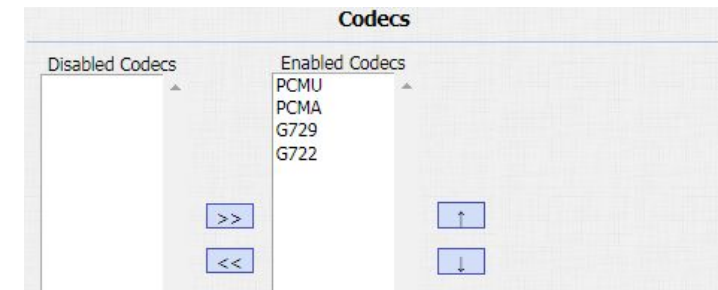 Codecs
Disabled Codecs
Enabled Codecs
PCMU
PCMA
G729
G722
>>
↑
<<
↓